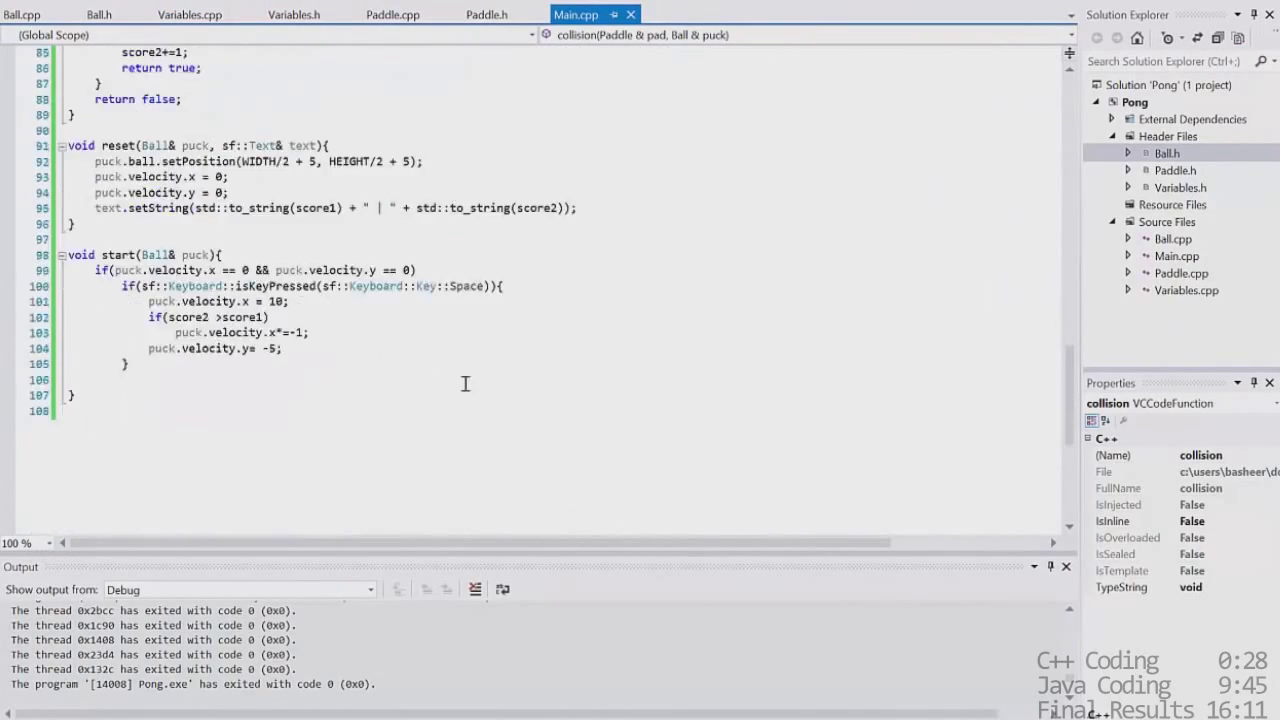 Ball.cpp Ball.h Variables.cpp Variables.h Paddle.cpp Paddle.h Main.cpp
(Global Scope) collision(Paddle & pad, Ball & puck)
85 score2+=1;
86 return true;
87 }
88 return false;
89 }
90
91 void reset(Ball& puck, sf::Text& text){
92 puck.ball.setPosition(WIDTH/2 + 5, HEIGHT/2 + 5);
93 puck.velocity.x = 0;
94 puck.velocity.y = 0;
95 text.setString(std::to_string(score1) + " | " + std::to_string(score2));
96 }
97
98 void start(Ball& puck){
99 if(puck.velocity.x == 0 && puck.velocity.y == 0)
100 if(sf::Keyboard::isKeyPressed(sf::Keyboard::Key::Space)){
101 puck.velocity.x = 10;
102 if(score2 >score1)
103 puck.velocity.x*=-1;
104 puck.velocity.y= -5;
105 }
106
107 }
108
100 %
Output
Show output from: Debug
The thread 0x2bcc has exited with code 0 (0x0).
The thread 0x1c90 has exited with code 0 (0x0).
The thread 0x1408 has exited with code 0 (0x0).
The thread 0x23d4 has exited with code 0 (0x0).
The thread 0x132c has exited with code 0 (0x0).
The program '[14008] Pong.exe' has exited with code 0 (0x0).
Solution Explorer
Search Solution Explorer (Ctrl+;)
Solution 'Pong' (1 project)
Pong
External Dependencies
Header Files
Ball.h
Paddle.h
Variables.h
Resource Files
Source Files
Ball.cpp
Main.cpp
Paddle.cpp
Variables.cpp
Properties
collision VCCodeFunction
C++
(Name) collision
File c:\users\basheer\do
FullName collision
IsInjected False
IsInline False
IsOverloaded False
IsSealed False
IsTemplate False
TypeString void
C++ Coding 0:28
Java Coding 9:45
Final Results 16:11
C++